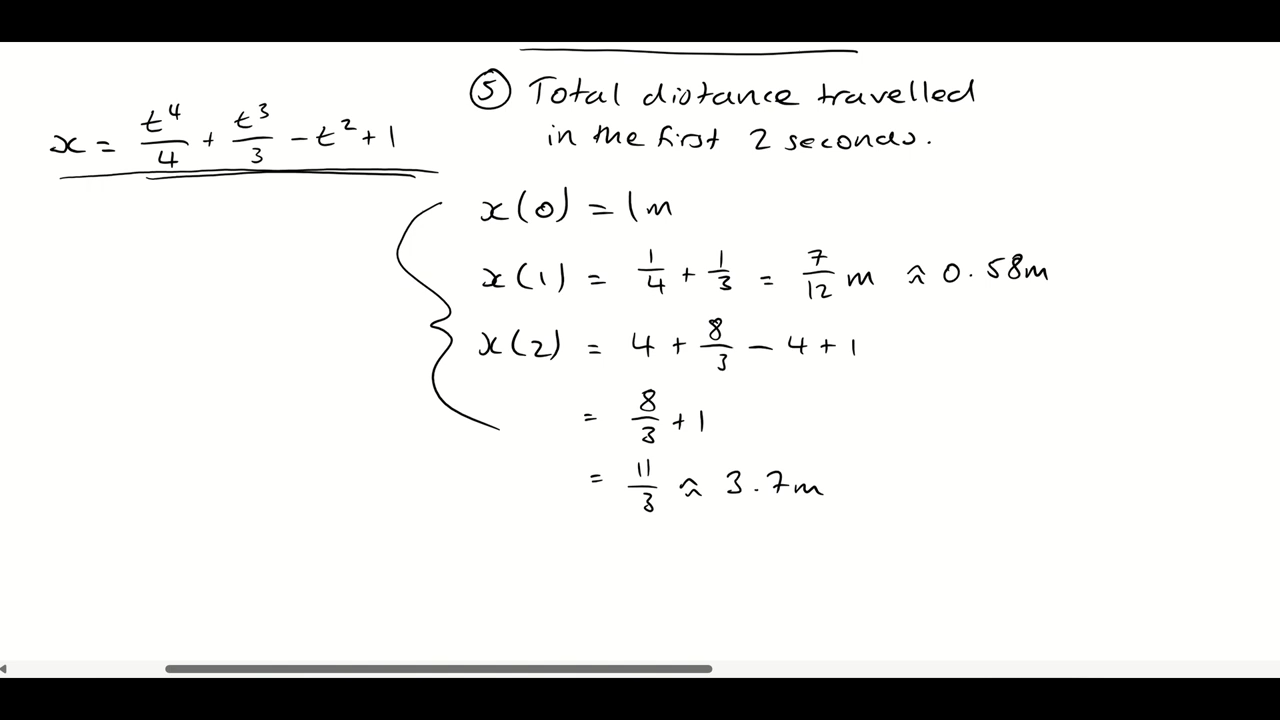 ⑤ Total distance travelled
in the first 2 seconds.
x = t⁴/4 + t³/3 - t² + 1
x(0) = 1m
x(1) = 1/4 + 1/3 = 7/12 m ≈ 0.58m
x(2) = 4 + 8/3 - 4 + 1
= 8/3 + 1
= 11/3 ≈ 3.7m